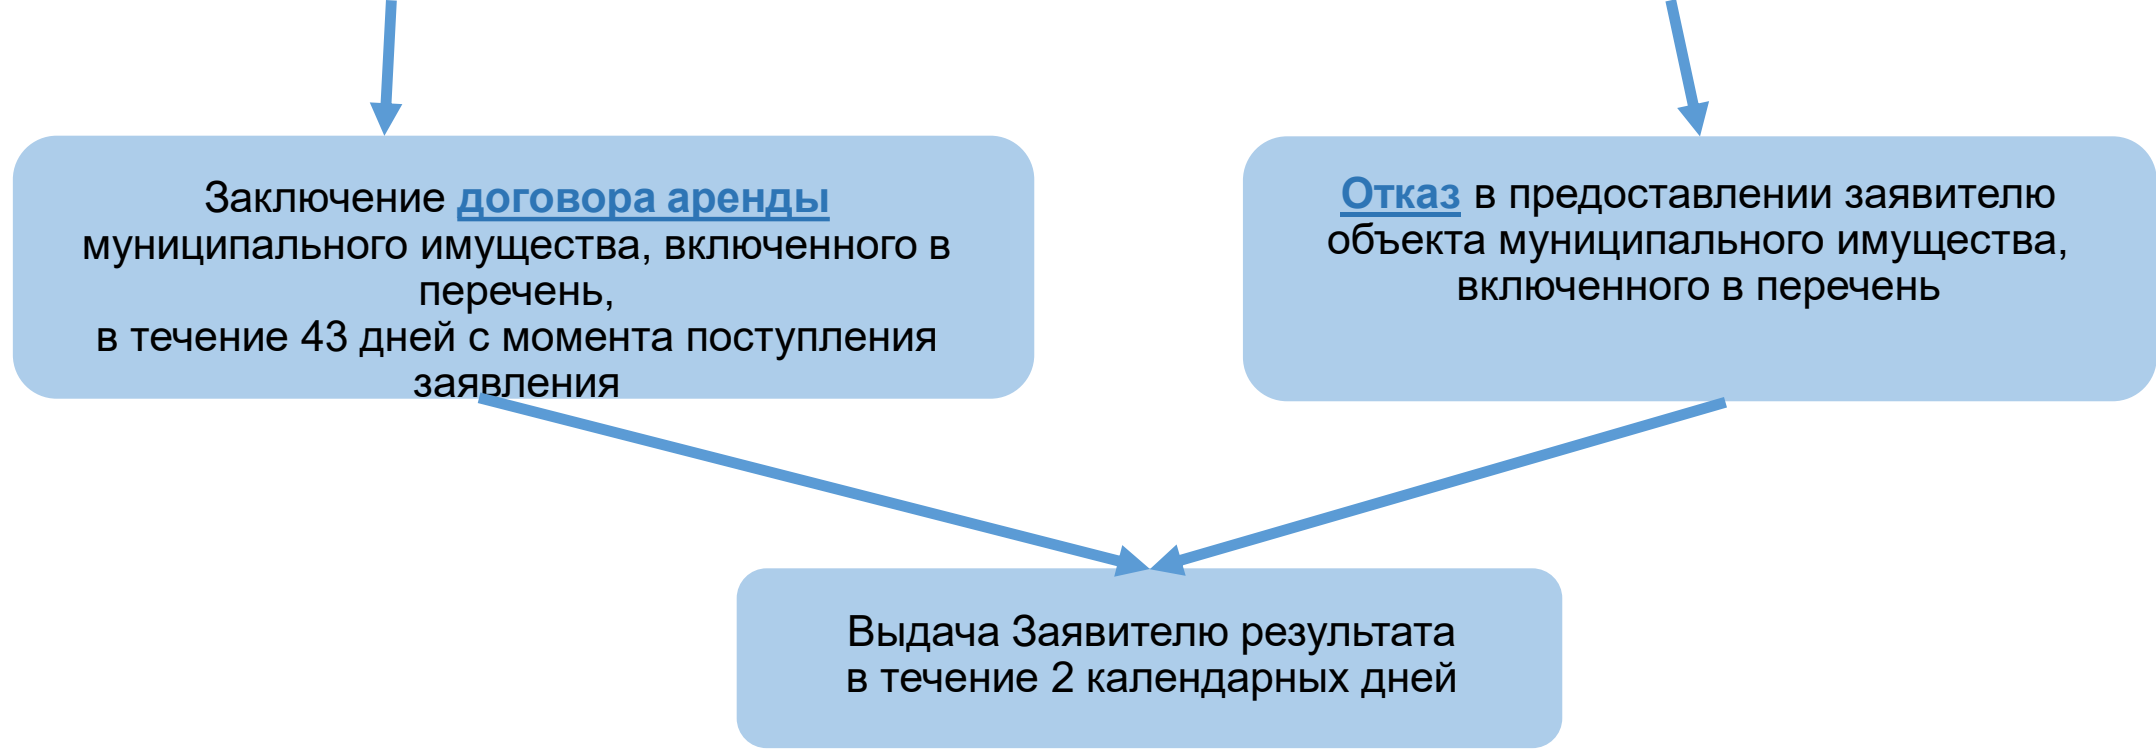 Заключение договора аренды
муниципального имущества, включенного в
перечень,
в течение 43 дней с момента поступления
заявления
Отказ в предоставлении заявителю
объекта муниципального имущества,
включенного в перечень
Выдача Заявителю результата
в течение 2 календарных дней